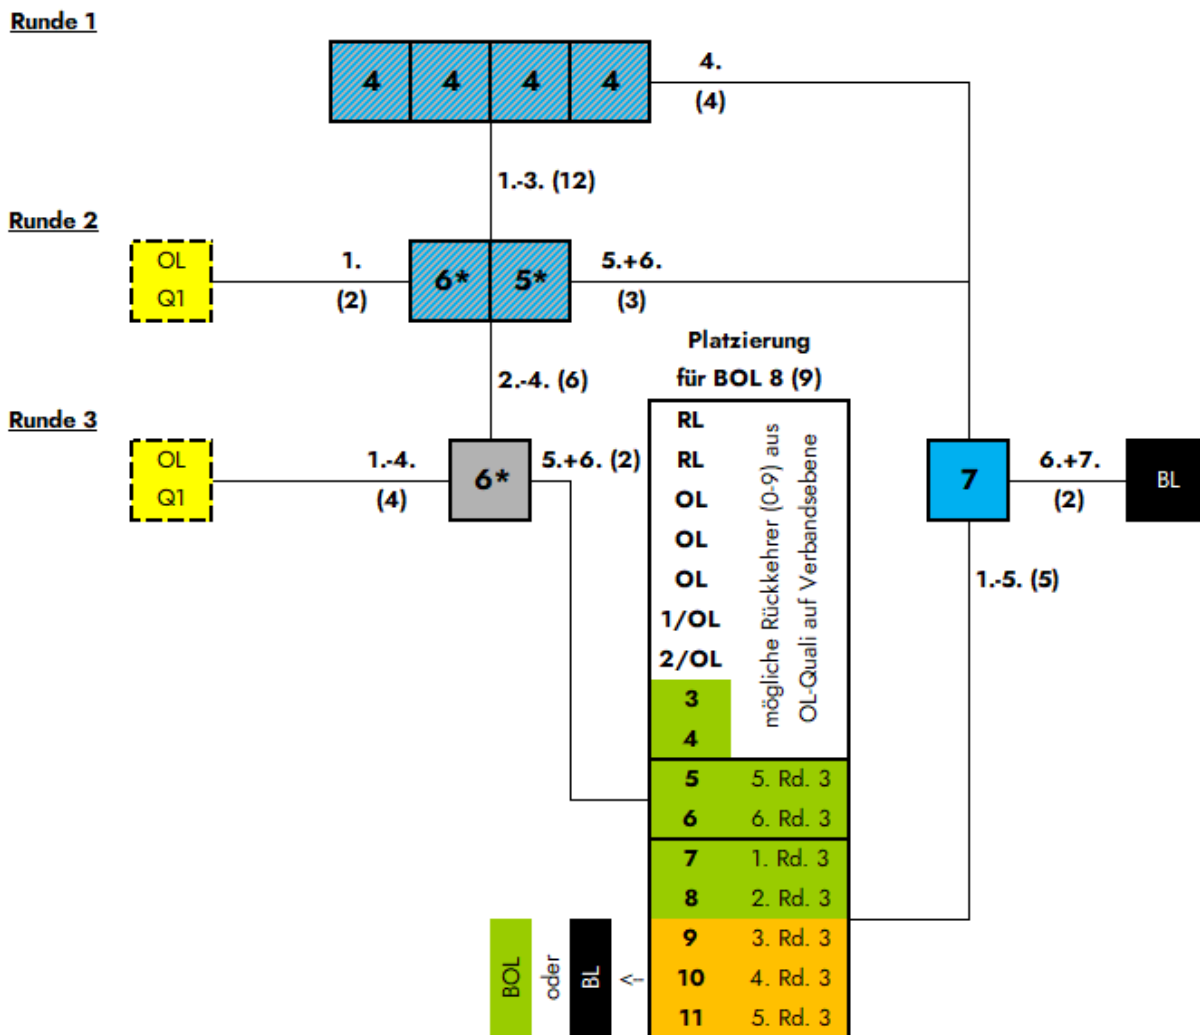 Runde 1
4 4 4 4
4.
(4)
1.-3. (12)
Runde 2
OL
Q1
1.
(2)
6* 5*
5.+6.
(3)
2.-4. (6)
Platzierung
für BOL 8 (9)
Runde 3
OL
Q1
1.-4.
(4)
6*
5.+6. (2)
RL
RL
OL
OL
OL
1/OL
2/OL
3
4
mögliche Rückkehrer (0-9) aus
OL-Quali auf Verbandsebene
7
6.+7.
(2)
BL
1.-5. (5)
5 5. Rd. 3
6 6. Rd. 3
7 1. Rd. 3
8 2. Rd. 3
9 3. Rd. 3
10 4. Rd. 3
11 5. Rd. 3
BOL
oder
BL
<-